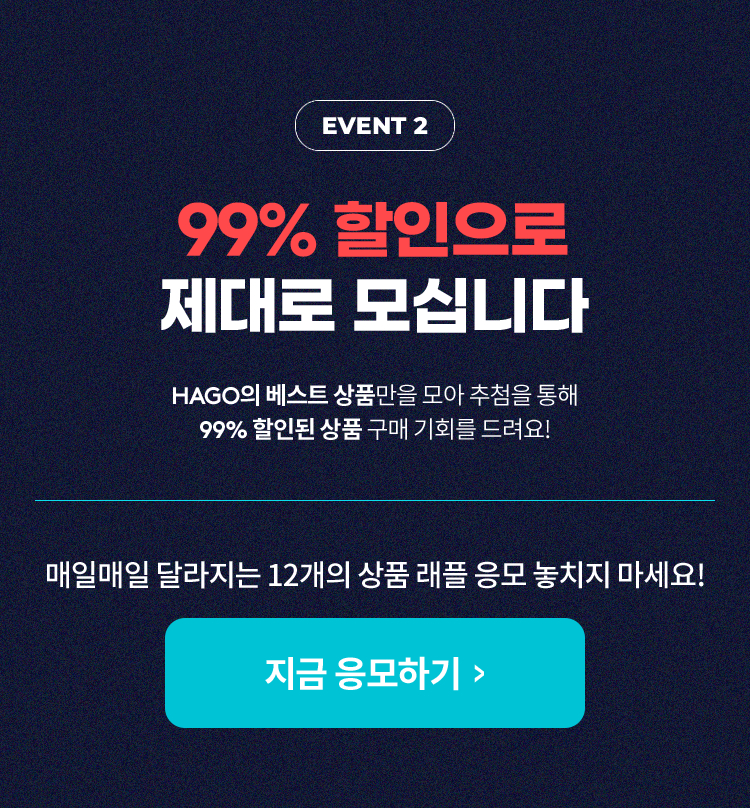 EVENT 2
99% 할인으로
제대로 모십니다
HAGO의 베스트 상품만을 모아 추첨을 통해
99% 할인된 상품 구매 기회를 드려요!
매일매일 달라지는 12개의 상품 래플 응모 놓치지 마세요!
지금 응모하기 >